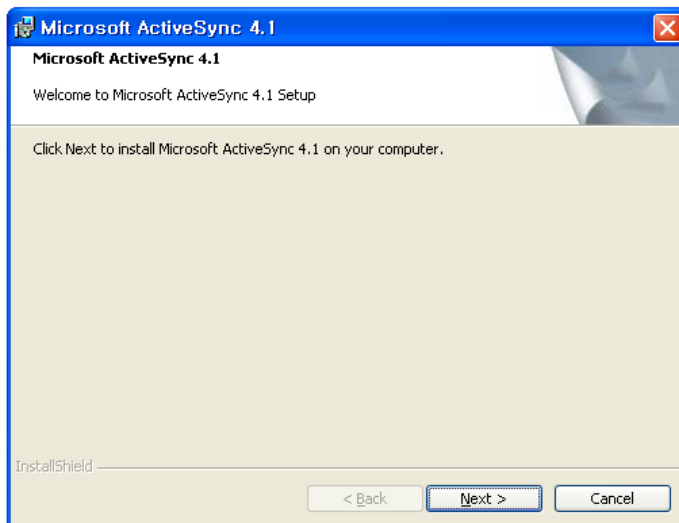 Microsoft ActiveSync 4.1
Microsoft ActiveSync 4.1
Welcome to Microsoft ActiveSync 4.1 Setup
Click Next to install Microsoft ActiveSync 4.1 on your computer.
InstallShield
< Back Next > Cancel